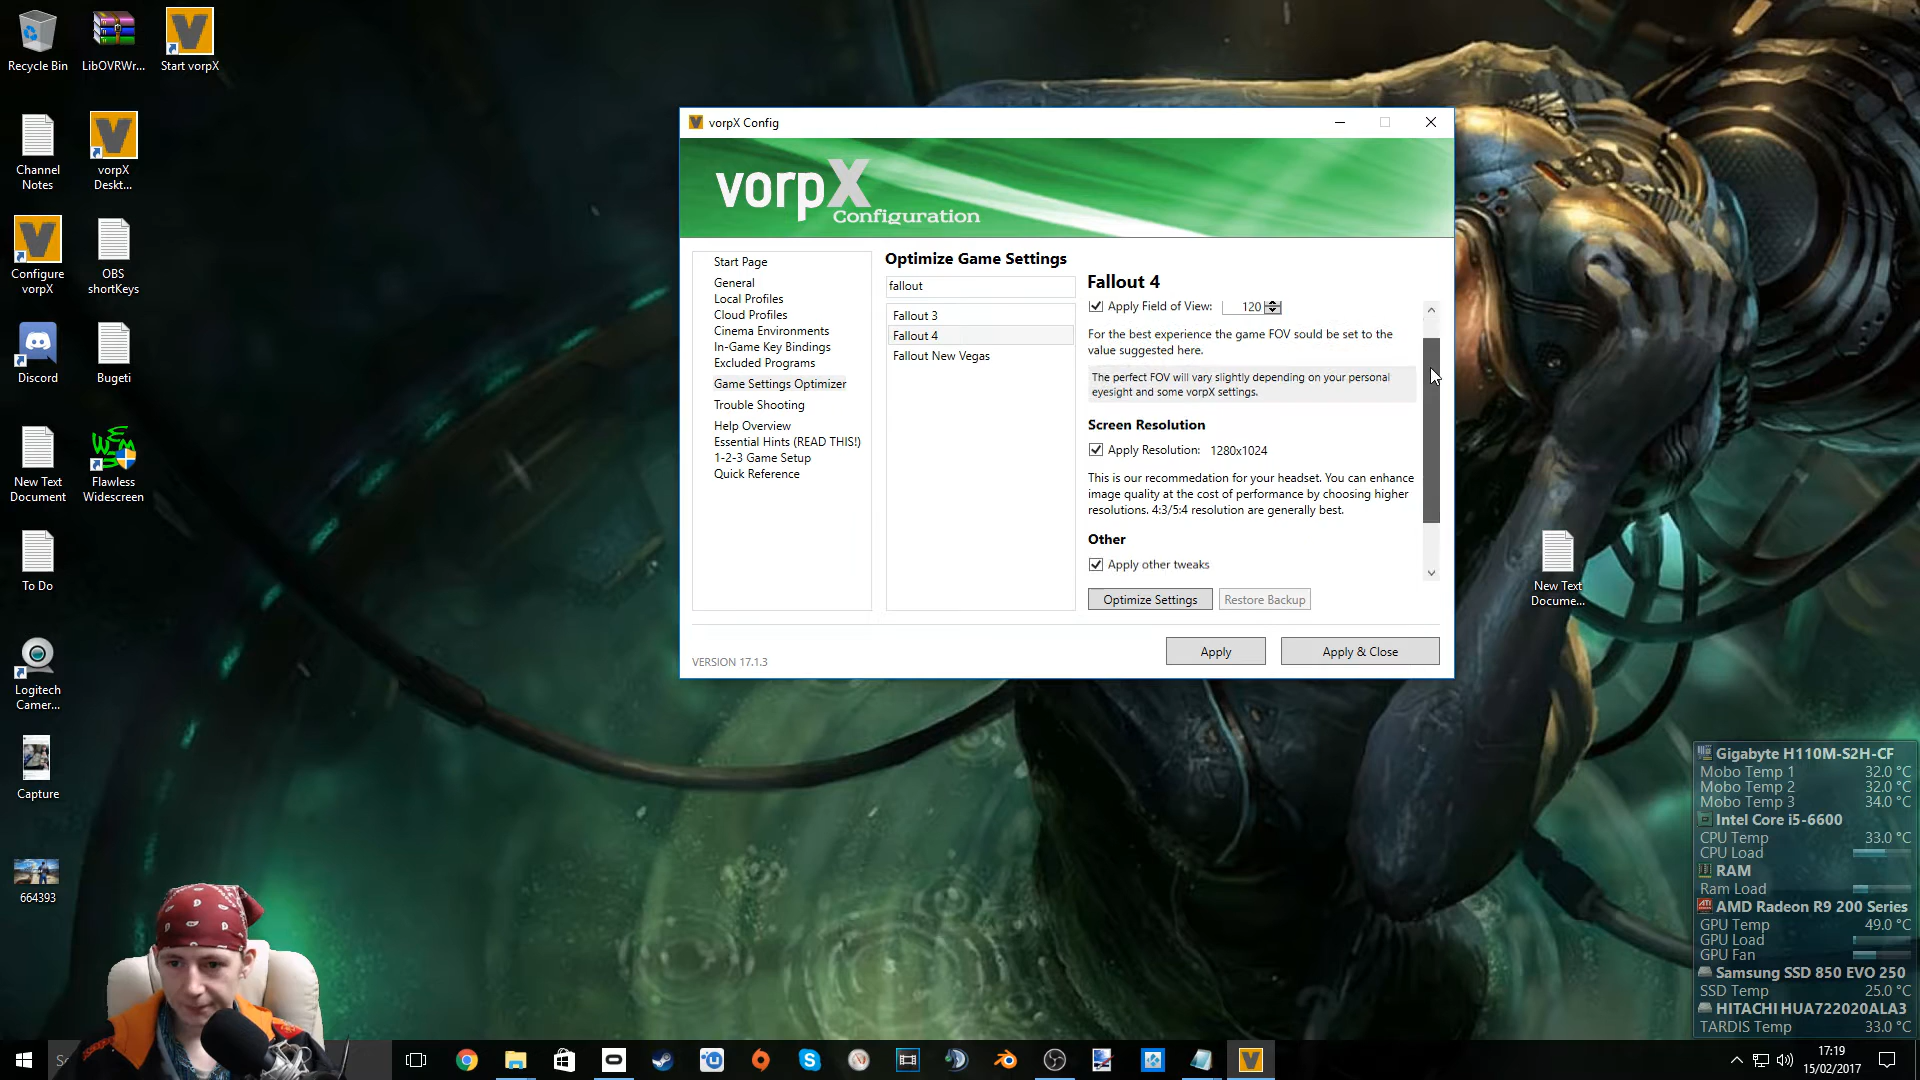 Recycle Bin
LibOVRWr...
Start vorpX
Channel
Notes
vorpX
Deskt...
Configure
vorpX
OBS
shortKeys
Discord
Bugeti
New Text
Document
Flawless
Widescreen
To Do
Logitech
Camer...
Capture
664393
vorpX Config
vorpX
Configuration
Start Page
General
Local Profiles
Cloud Profiles
Cinema Environments
In-Game Key Bindings
Excluded Programs
Game Settings Optimizer
Trouble Shooting
Help Overview
Essential Hints (READ THIS!)
1-2-3 Game Setup
Quick Reference
Optimize Game Settings
fallout
Fallout 3
Fallout 4
Fallout New Vegas
Fallout 4
Apply Field of View: 120
For the best experience the game FOV sould be set to the
value suggested here.
The perfect FOV will vary slightly depending on your personal
eyesight and some vorpX settings.
Screen Resolution
Apply Resolution: 1280x1024
This is our recommendation for your headset. You can enhance
image quality at the cost of performance by choosing higher
resolutions. 4:3/5:4 resolution are generally best.
Other
Apply other tweaks
Optimize Settings
Restore Backup
VERSION 17.1.3
Apply
Apply & Close
New Text
Docume...
Gigabyte H110M-S2H-CF
Mobo Temp 1 32.0 °C
Mobo Temp 2 32.0 °C
Mobo Temp 3 34.0 °C
Intel Core i5-6600
CPU Temp 33.0 °C
CPU Load
RAM
Ram Load
AMD Radeon R9 200 Series
GPU Temp 49.0 °C
GPU Load
GPU Fan
Samsung SSD 850 EVO 250
SSD Temp 25.0 °C
HITACHI HUA722020ALA3
TARDIS Temp 33.0 °C
17:19
15/02/2017